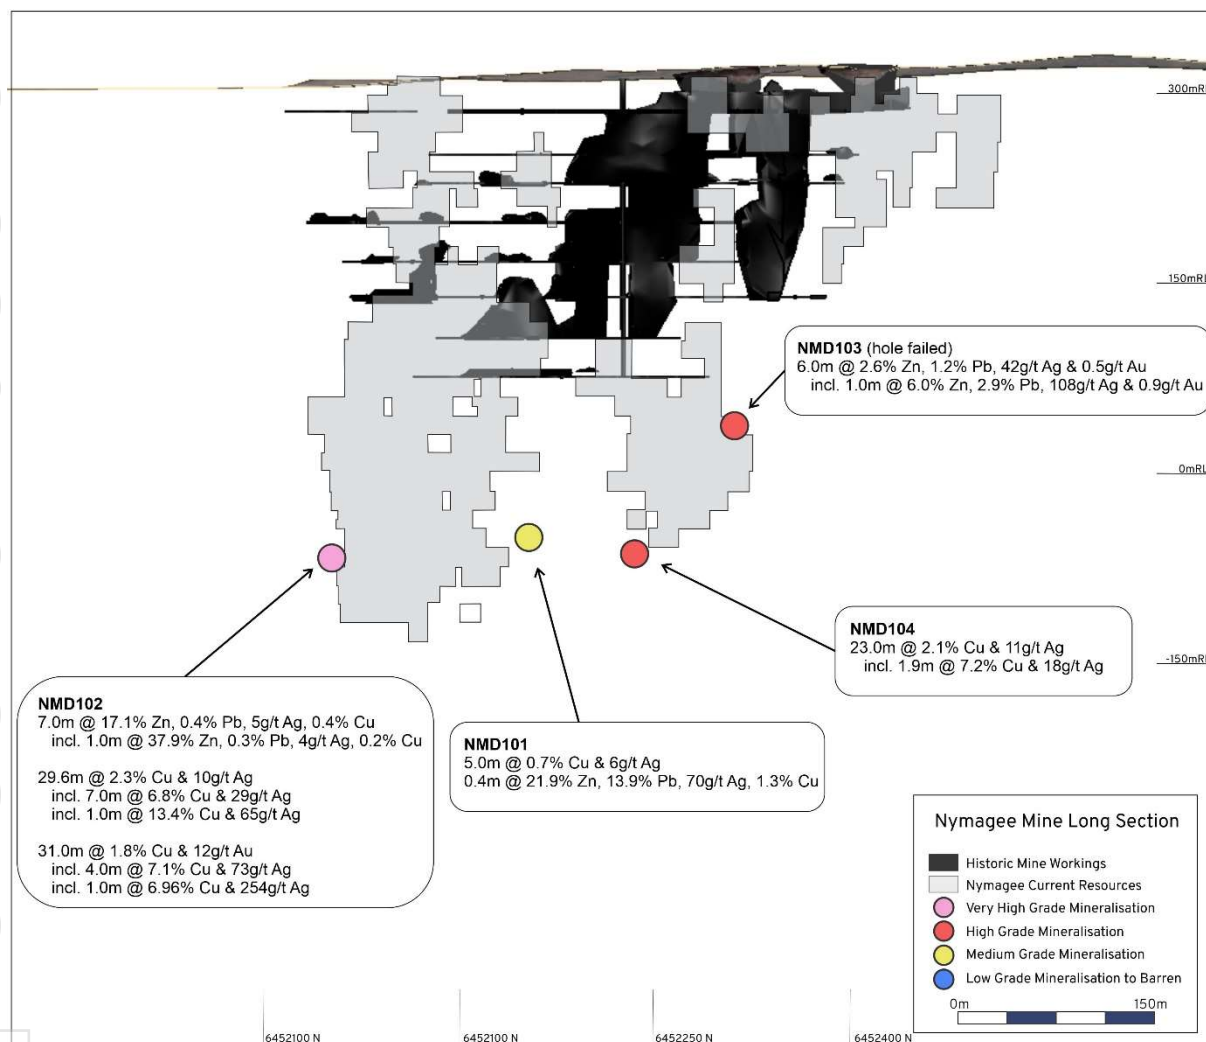 300mRL
150mRL
NMD103 (hole failed)
6.0m @ 2.6% Zn, 1.2% Pb, 42g/t Ag & 0.5g/t Au
incl. 1.0m @ 6.0% Zn, 2.9% Pb, 108g/t Ag & 0.9g/t Au
0mRL
NMD104
23.0m @ 2.1% Cu & 11g/t Ag
incl. 1.9m @ 7.2% Cu & 18g/t Ag
-150mRL
NMD102
7.0m @ 17.1% Zn, 0.4% Pb, 5g/t Ag, 0.4% Cu
incl. 1.0m @ 37.9% Zn, 0.3% Pb, 4g/t Ag, 0.2% Cu
29.6m @ 2.3% Cu & 10g/t Ag
incl. 7.0m @ 6.8% Cu & 29g/t Ag
incl. 1.0m @ 13.4% Cu & 65g/t Ag
31.0m @ 1.8% Cu & 12g/t Au
incl. 4.0m @ 7.1% Cu & 73g/t Ag
incl. 1.0m @ 6.96% Cu & 254g/t Ag
NMD101
5.0m @ 0.7% Cu & 6g/t Ag
0.4m @ 21.9% Zn, 13.9% Pb, 70g/t Ag, 1.3% Cu
Nymagee Mine Long Section
Historic Mine Workings
Nymagee Current Resources
Very High Grade Mineralisation
High Grade Mineralisation
Medium Grade Mineralisation
Low Grade Mineralisation to Barren
0m 150m
6452100 N 6452100 N 6452250 N 6452400 N